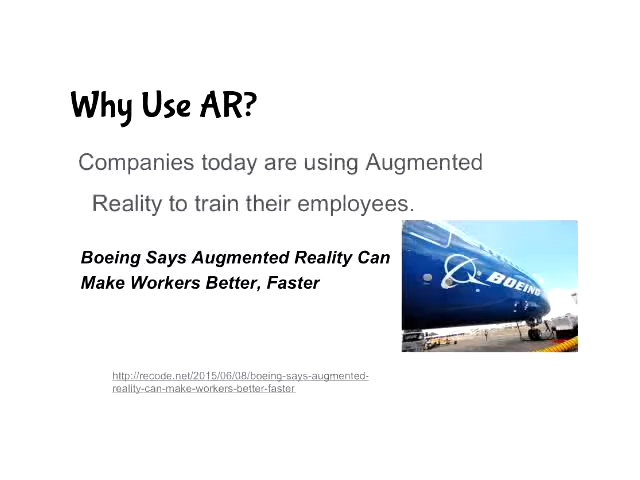 Why Use AR?
Companies today are using Augmented
Reality to train their employees.
Boeing Says Augmented Reality Can
Make Workers Better, Faster
BOEING
http://recode.net/2015/06/08/boeing-says-augmented-
reality-can-make-workers-better-faster